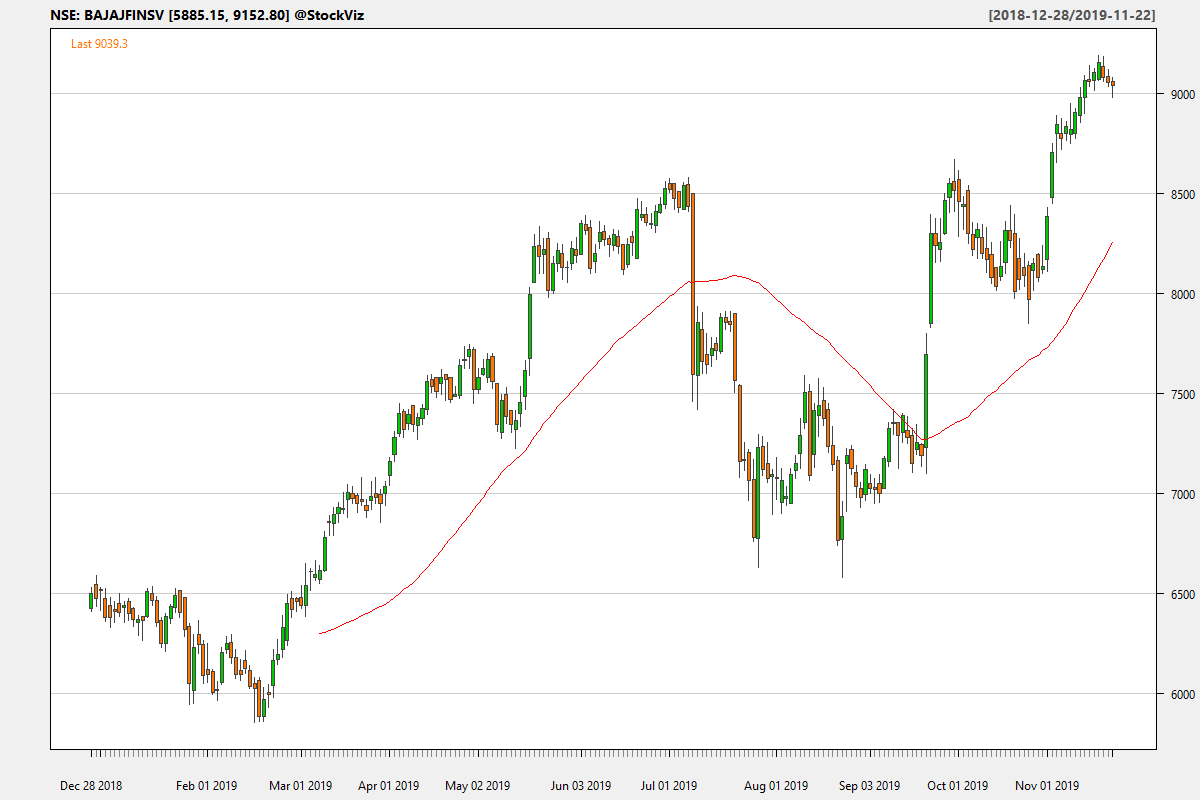 NSE: BAJAJFINSV [5885.15, 9152.80] @StockViz [2018-12-28/2019-11-22]
Last 9039.3
9000
8500
8000
7500
7000
6500
6000
Dec 28 2018 Feb 01 2019 Mar 01 2019 Apr 01 2019 May 02 2019 Jun 03 2019 Jul 01 2019 Aug 01 2019 Sep 03 2019 Oct 01 2019 Nov 01 2019